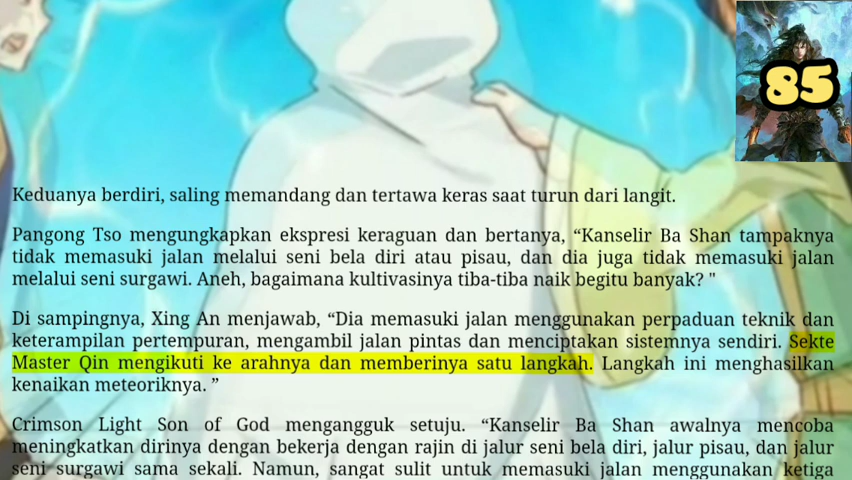 85
Keduanya berdiri, saling memandang dan tertawa keras saat turun dari langit.
Pangong Tso mengungkapkan ekspresi keraguan dan bertanya, “Kanselir Ba Shan tampaknya
tidak memasuki jalan melalui seni bela diri atau pisau, dan dia juga tidak memasuki jalan
melalui seni surgawi. Aneh, bagaimana kultivasinya tiba-tiba naik begitu banyak? "
Di sampingnya, Xing An menjawab, “Dia memasuki jalan menggunakan perpaduan teknik dan
keterampilan pertempuran, mengambil jalan pintas dan menciptakan sistemnya sendiri. Sekte
Master Qin mengikuti ke arahnya dan memberinya satu langkah. Langkah ini menghasilkan
kenaikan meteoriknya. ”
Crimson Light Son of God mengangguk setuju. “Kanselir Ba Shan awalnya mencoba
meningkatkan dirinya dengan bekerja dengan rajin di jalur seni bela diri, jalur pisau, dan jalur
seni surgawi sama sekali. Namun, sangat sulit untuk memasuki jalan menggunakan ketiga